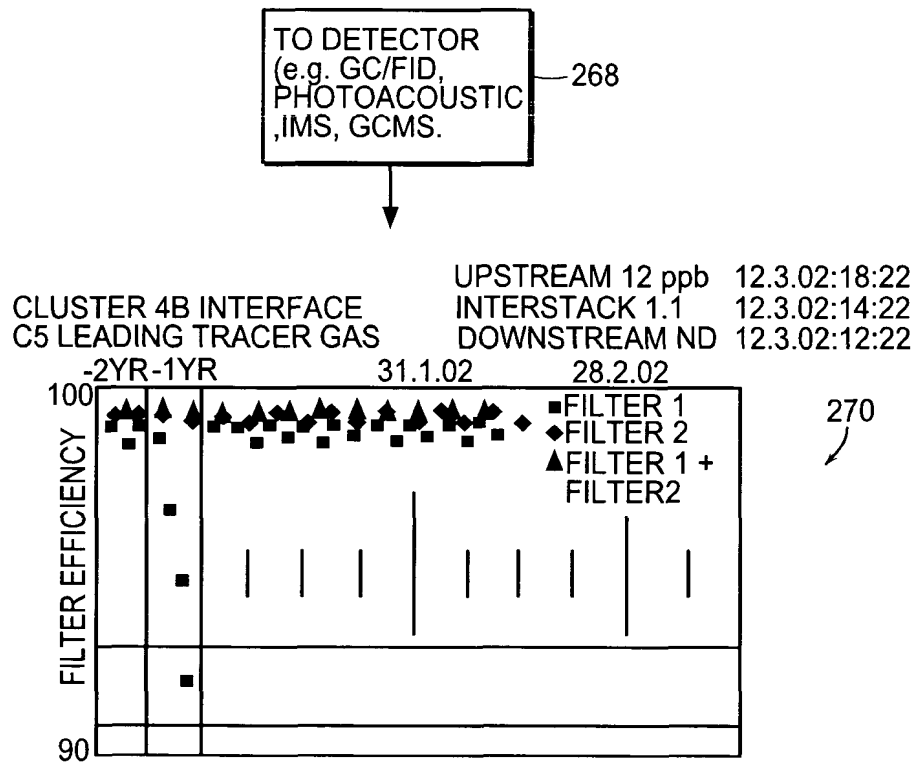 TO DETECTOR
(e.g. GC/FID,
PHOTOACOUSTIC
,IMS, GCMS.
268
UPSTREAM 12 ppb 12.3.02:18:22
CLUSTER 4B INTERFACE INTERSTACK 1.1 12.3.02:14:22
C5 LEADING TRACER GAS DOWNSTREAM ND 12.3.02:12:22
-2YR -1YR 31.1.02 28.2.02
100
FILTER 1
FILTER 2
FILTER 1 +
FILTER2
270
FILTER EFFICIENCY
90